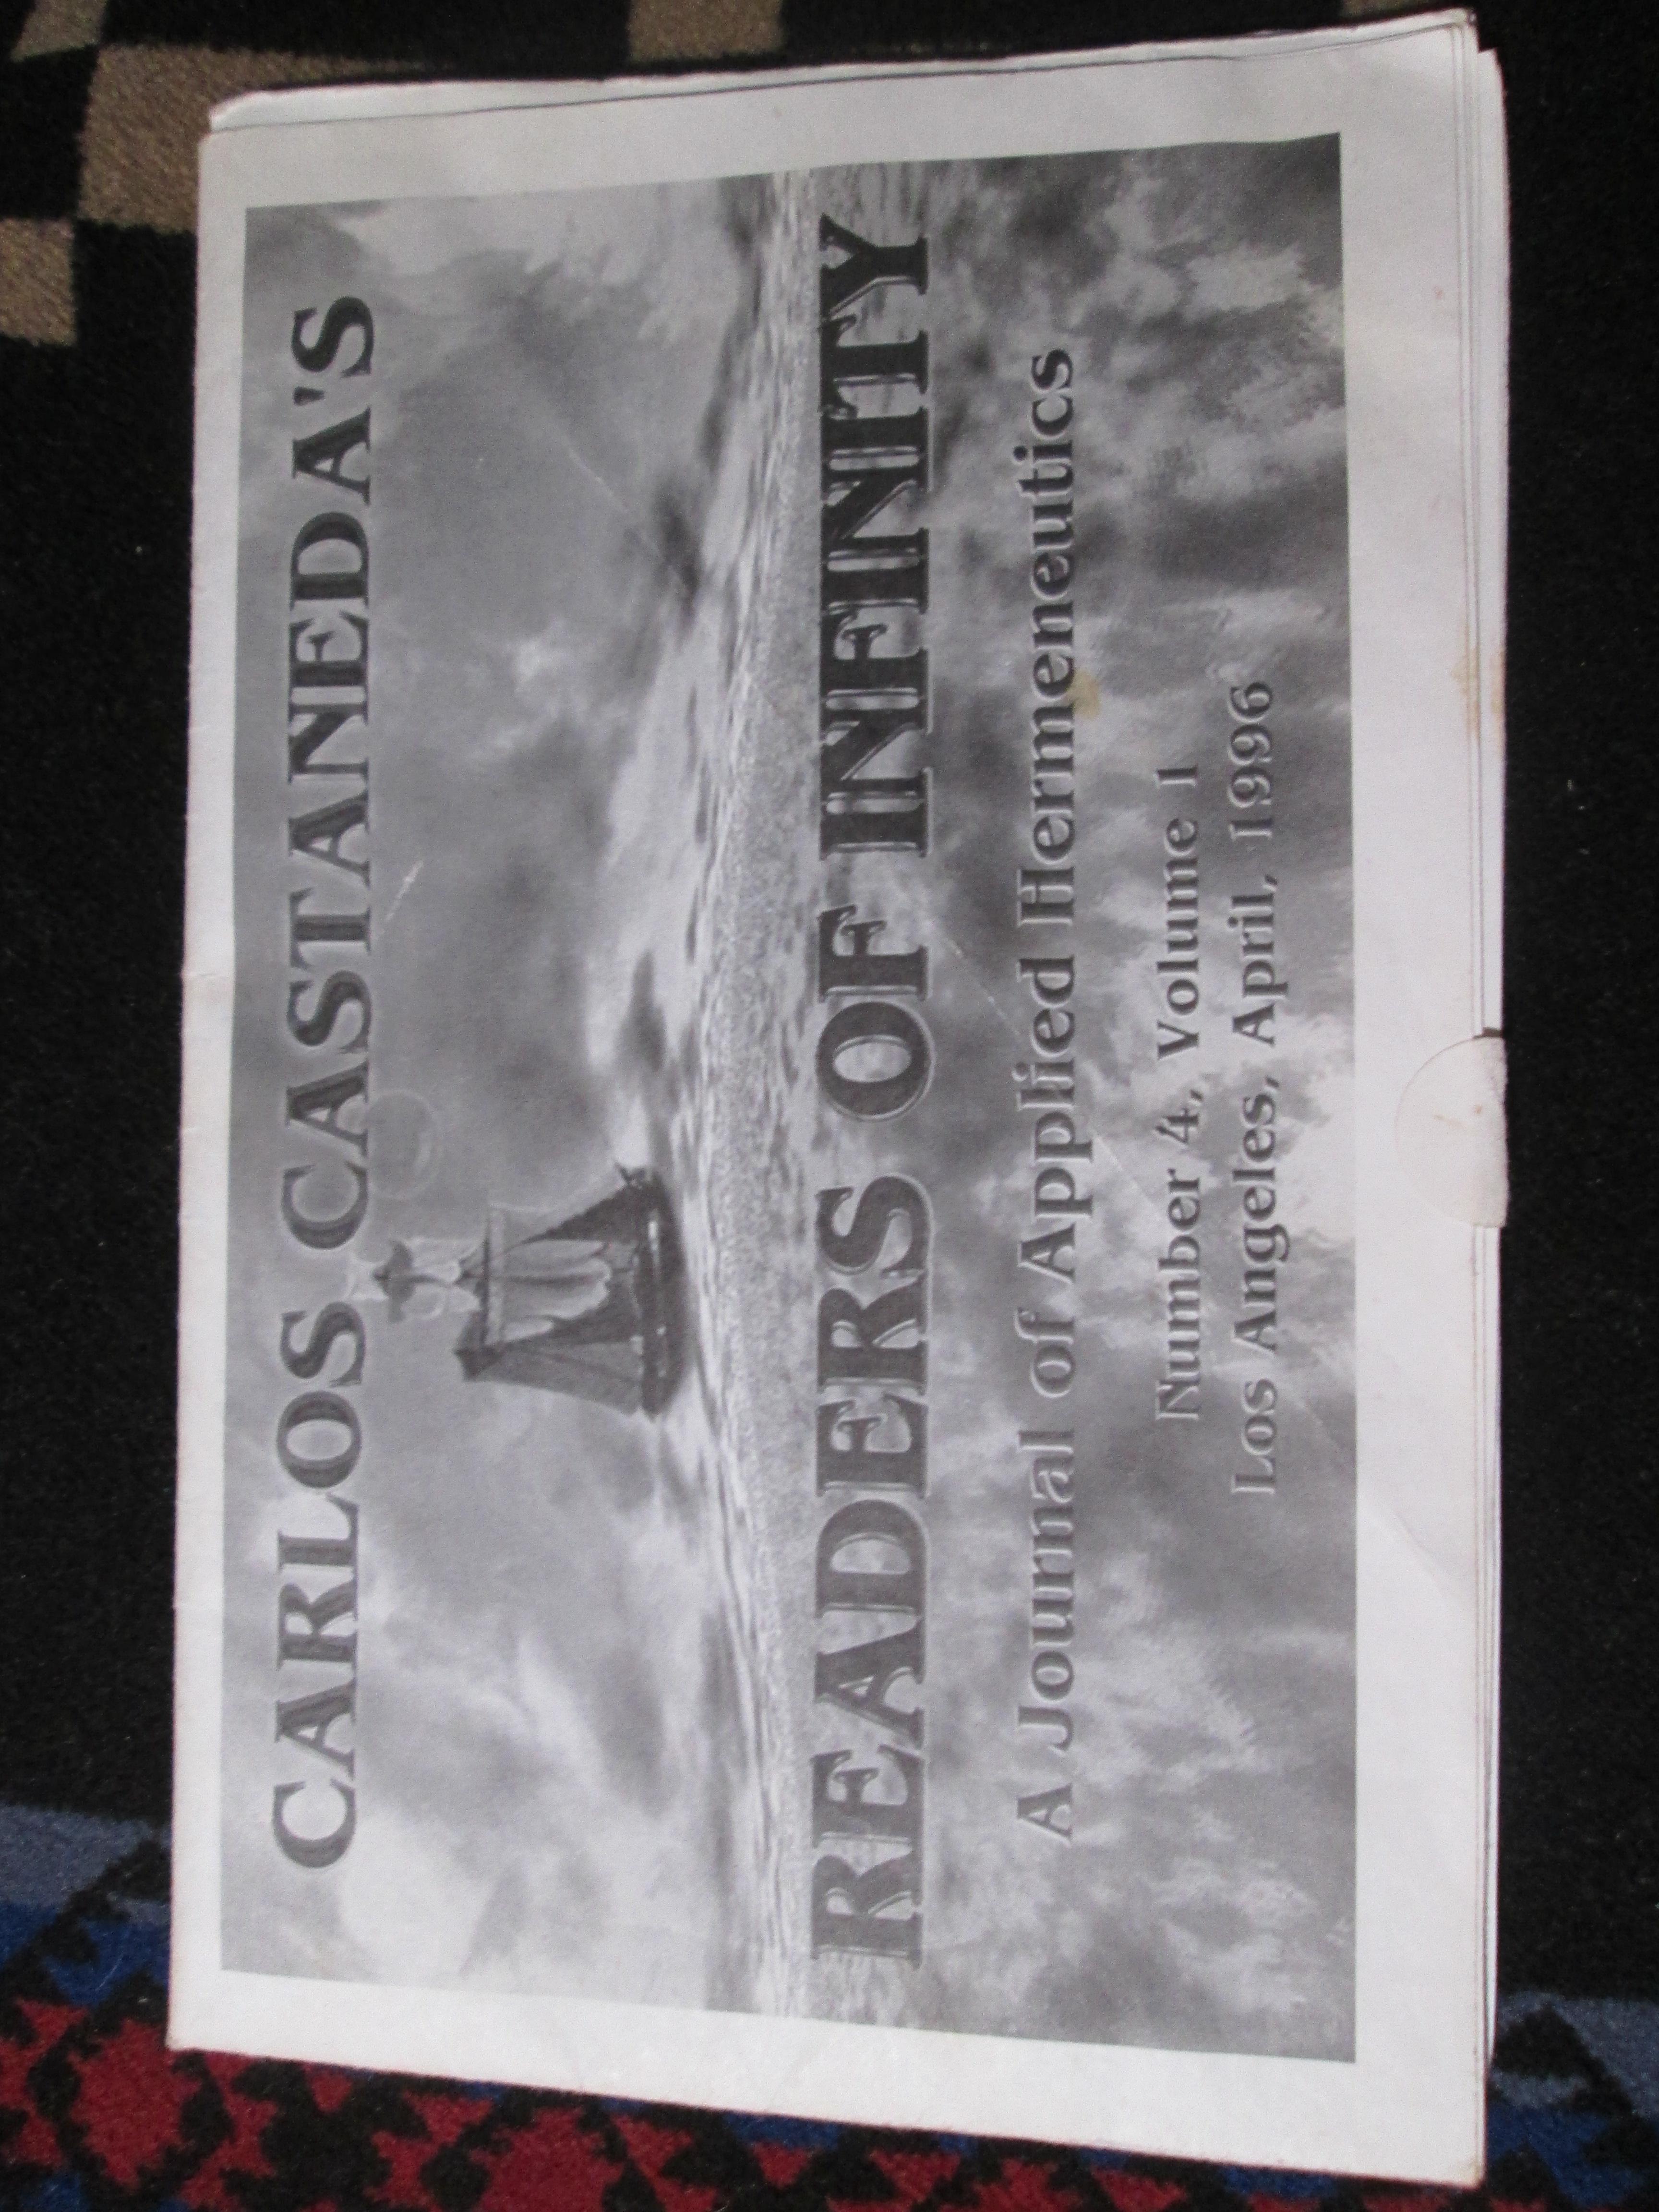 CARLOS CASTANEDA'S
READERS OF INFINITY
A Journal of Applied Hermeneutics
Number 4, Volume 1
Los Angeles, April, 1996